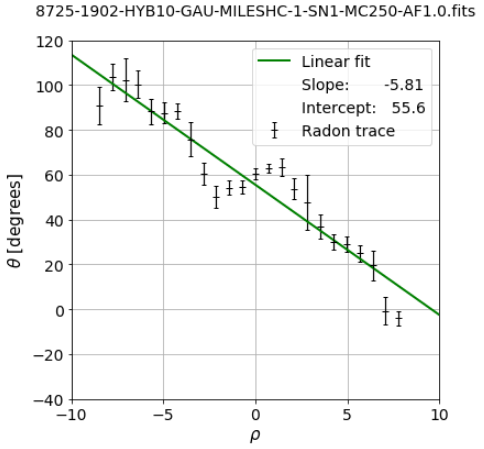 8725-1902-HYB10-GAU-MILESHC-1-SN1-MC250-AF1.0.fits
120
100
80
60
40
20
0
−20
−40
θ [degrees]
Linear fit
Slope: -5.81
Intercept: 55.6
Radon trace
−10 −5 0 5 10
ρ